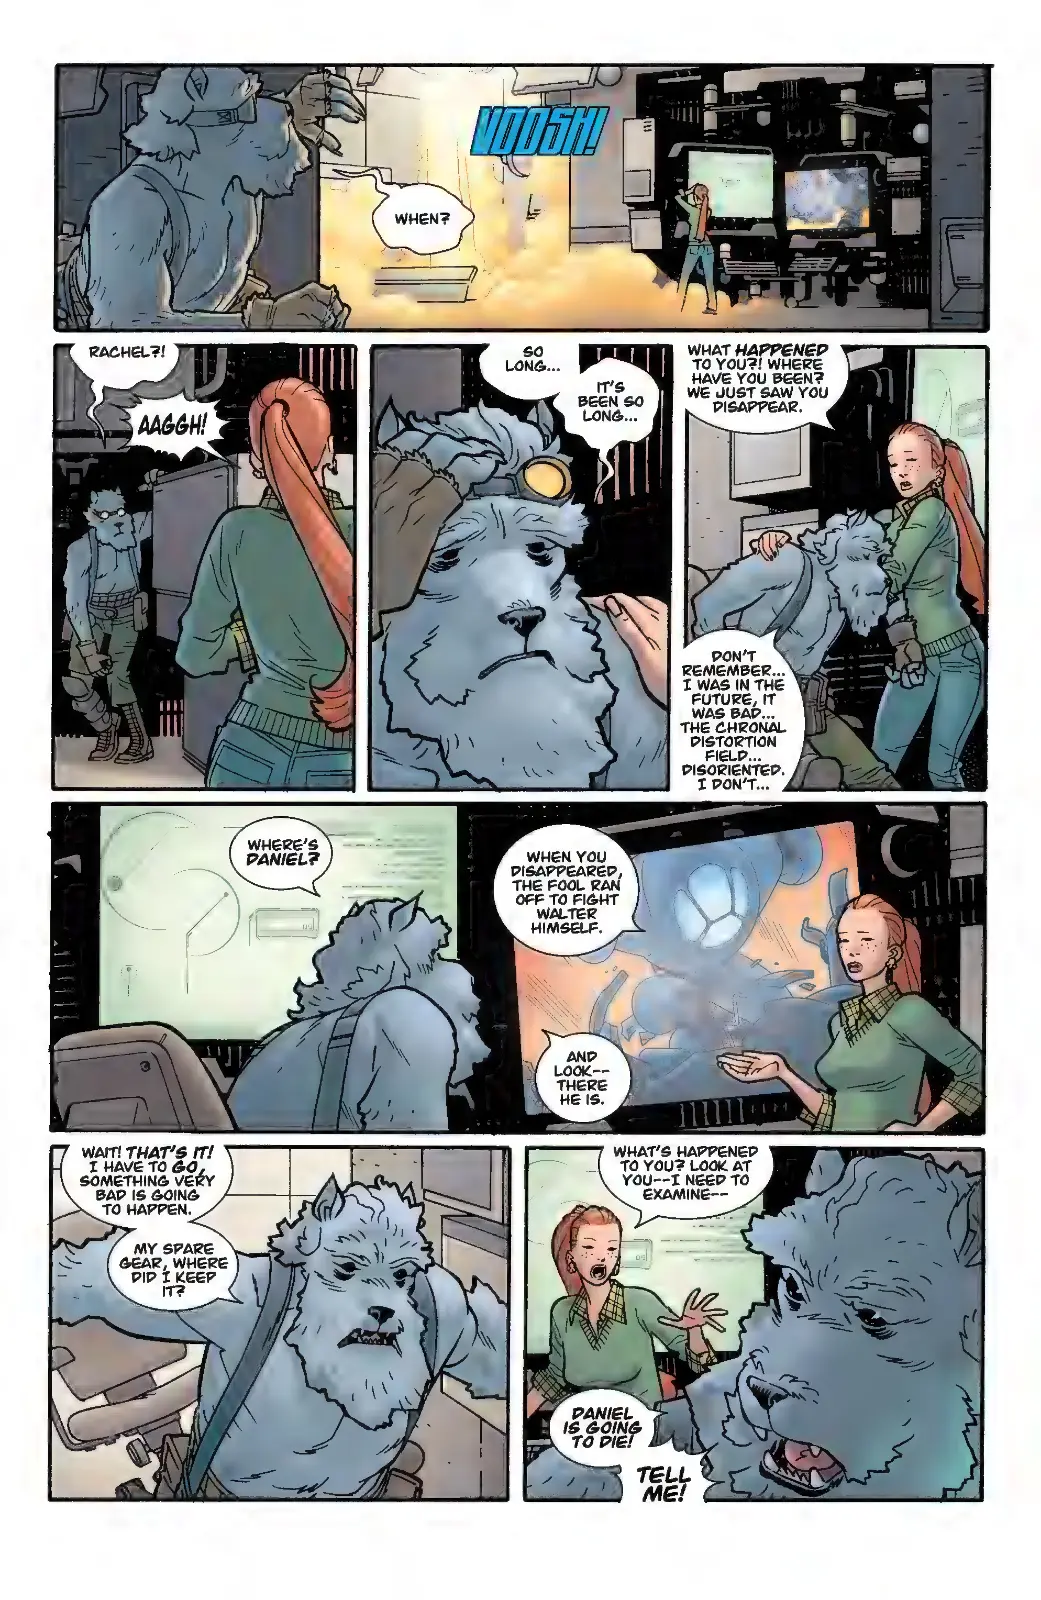 VOOSH!
WHEN?
RACHEL?!
AAGGH!
SO
LONG...
IT'S
BEEN SO
LONG...
WHAT HAPPENED
TO YOU?! WHERE
HAVE YOU BEEN?
WE JUST SAW YOU
DISAPPEAR.
DON'T
REMEMBER...
I WAS IN THE
FUTURE, IT
WAS BAD...
THE CHRONAL
DISTORTION
FIELD...
DISORIENTED.
I DON'T...
WHERE'S
DANIEL?
WHEN YOU
DISAPPEARED,
THE FOOL RAN
OFF TO FIGHT
WALTER
HIMSELF.
AND
LOOK--
THERE
HE IS.
WAIT! THAT'S IT!
I HAVE TO GO,
SOMETHING VERY
BAD IS GOING
TO HAPPEN.
MY SPARE
GEAR, WHERE
DID I KEEP
IT?
WHAT'S HAPPENED
TO YOU? LOOK AT
YOU--I NEED TO
EXAMINE--
DANIEL
IS GOING
TO DIE!
TELL
ME!